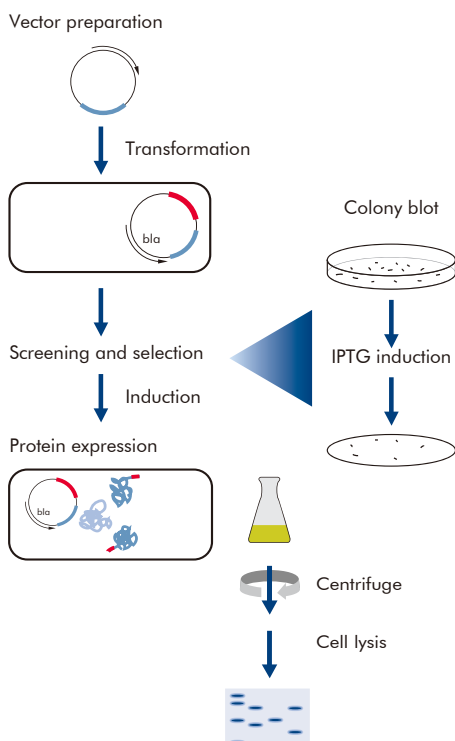 Vector preparation
Transformation
bla
Colony blot
Screening and selection
IPTG induction
Induction
Protein expression
bla
Centrifuge
Cell lysis